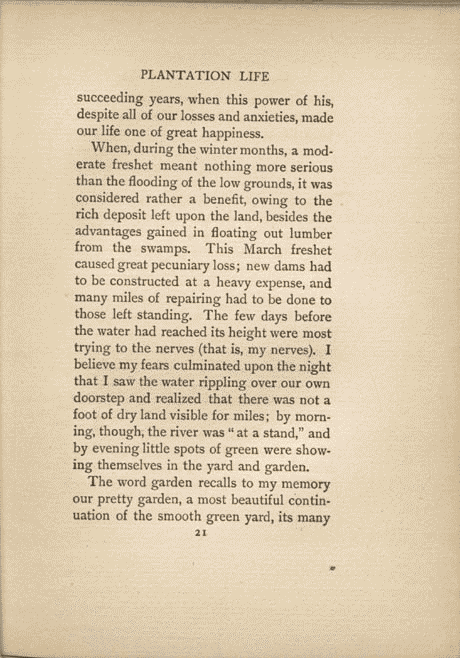 PLANTATION LIFE
succeeding years, when this power of his,
despite all of our losses and anxieties, made
our life one of great happiness.
When, during the winter months, a mod-
erate freshet meant nothing more serious
than the flooding of the low grounds, it was
considered rather a benefit, owing to the
rich deposit left upon the land, besides the
advantages gained in floating out lumber
from the swamps. This March freshet
caused great pecuniary loss; new dams had
to be constructed at a heavy expense, and
many miles of repairing had to be done to
those left standing. The few days before
the water had reached its height were most
trying to the nerves (that is, my nerves). I
believe my fears culminated upon the night
that I saw the water rippling over our own
doorstep and realized that there was not a
foot of dry land visible for miles; by morn-
ing, though, the river was "at a stand," and
by evening little spots of green were show-
ing themselves in the yard and garden.
The word garden recalls to my memory
our pretty garden, a most beautiful contin-
uation of the smooth green yard, its many
21